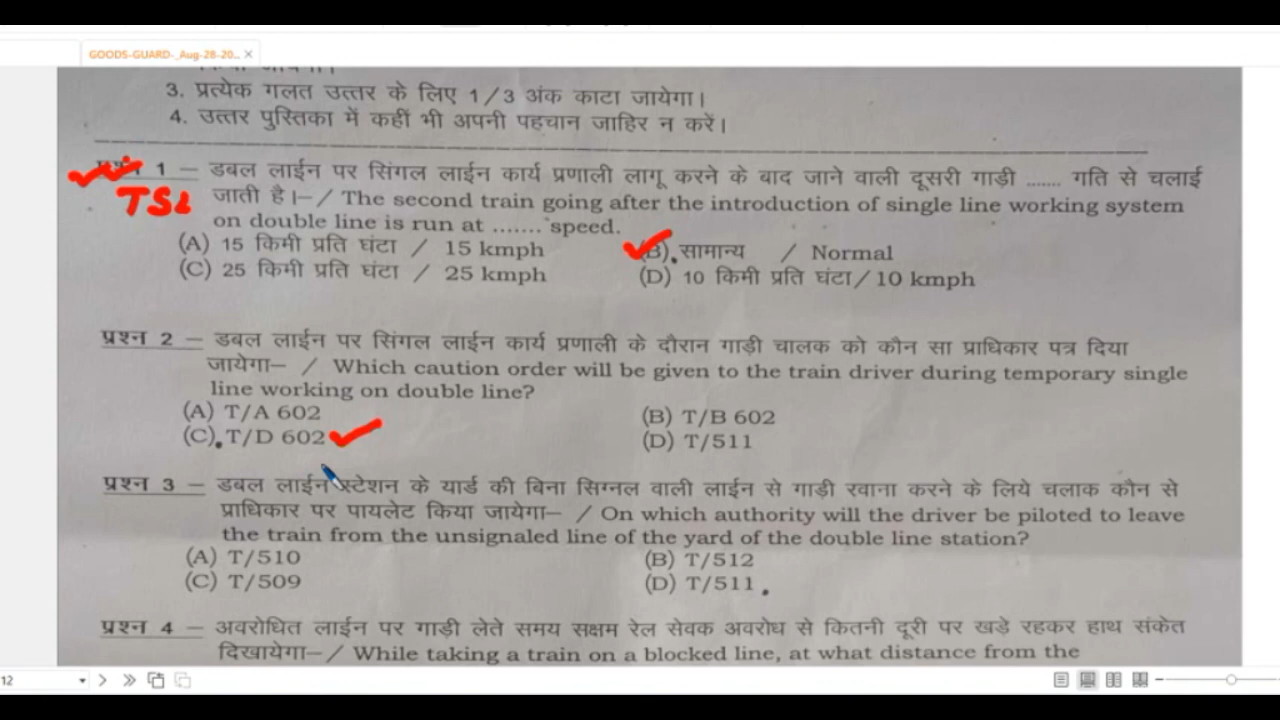 GOODS-GUARD-_Aug-28-20... ×
3. प्रत्येक गलत उत्तर के लिए 1/3 अंक काटा जायेगा।
4. उत्तर पुस्तिका में कहीं भी अपनी पहचान जाहिर न करें।
प्रश्न 1 – डबल लाईन पर सिंगल लाईन कार्य प्रणाली लागू करने के बाद जाने वाली दूसरी गाड़ी ....... गति से चलाई
TSL
जाती है।–/ The second train going after the introduction of single line working system
on double line is run at ....... speed.
(A) 15 किमी प्रति घंटा / 15 kmph (B). सामान्य / Normal
(C) 25 किमी प्रति घंटा / 25 kmph (D) 10 किमी प्रति घंटा/ 10 kmph
प्रश्न 2 – डबल लाईन पर सिंगल लाईन कार्य प्रणाली के दौरान गाड़ी चालक को कौन सा प्राधिकार पत्र दिया
जायेगा– / Which caution order will be given to the train driver during temporary single
line working on double line?
(A) T/A 602 (B) T/B 602
(C). T/D 602 (D) T/511
प्रश्न 3 – डबल लाईन स्टेशन के यार्ड की बिना सिग्नल वाली लाईन से गाड़ी रवाना करने के लिये चलाक कौन से
प्राधिकार पर पायलेट किया जायेगा– / On which authority will the driver be piloted to leave
the train from the unsignaled line of the yard of the double line station?
(A) T/510 (B) T/512
(C) T/509 (D) T/511.
प्रश्न 4 – अवरोधित लाईन पर गाड़ी लेते समय सक्षम रेल सेवक अवरोध से कितनी दूरी पर खड़े रहकर हाथ संकेत
दिखायेगा–/ While taking a train on a blocked line, at what distance from the
12